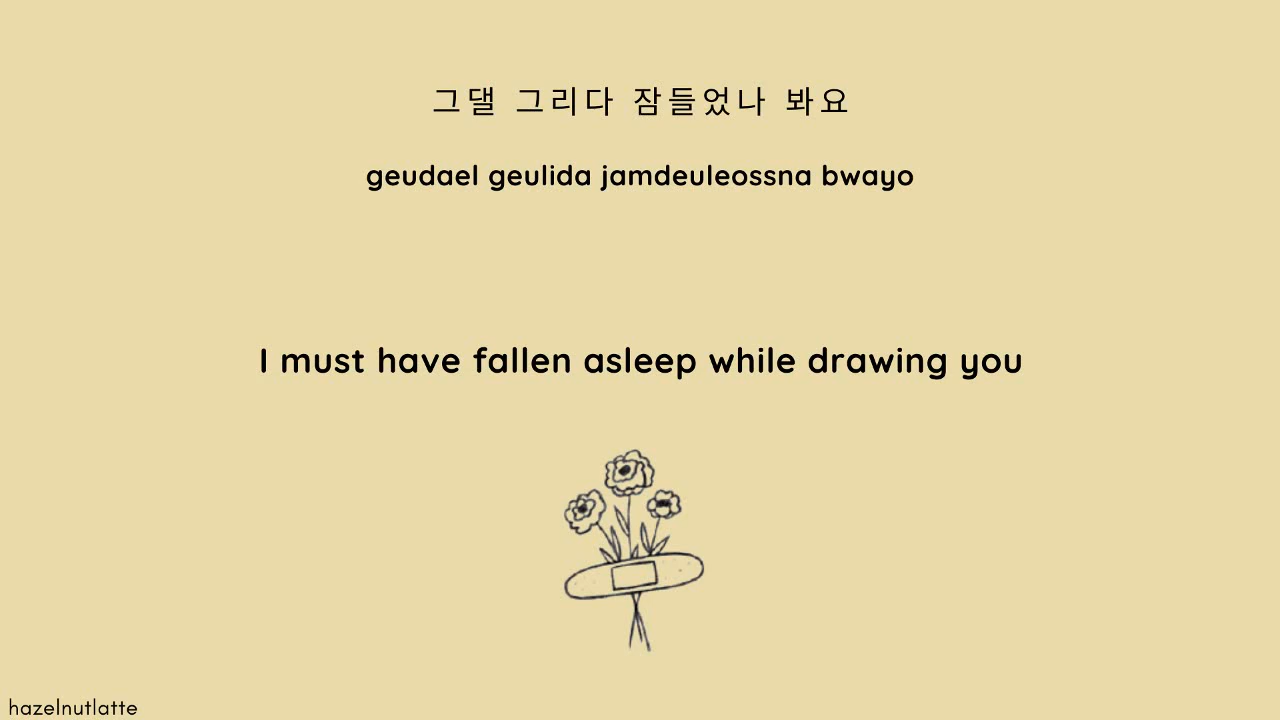 그댈 그리다 잠들었나 봐요
geudael geulida jamdeuleossna bwayo
I must have fallen asleep while drawing you
hazelnutlatte